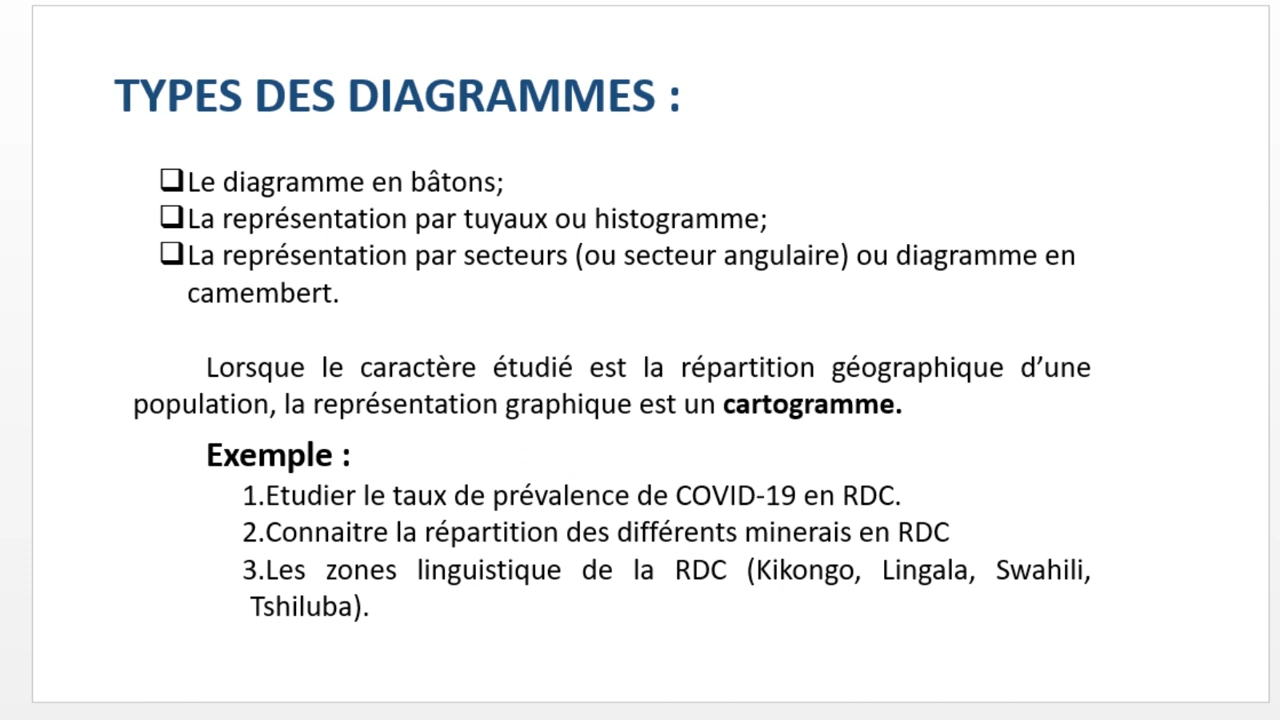 TYPES DES DIAGRAMMES :
❑Le diagramme en bâtons;
❑La représentation par tuyaux ou histogramme;
❑La représentation par secteurs (ou secteur angulaire) ou diagramme en
camembert.
Lorsque le caractère étudié est la répartition géographique d’une
population, la représentation graphique est un cartogramme.
Exemple :
1.Etudier le taux de prévalence de COVID-19 en RDC.
2.Connaitre la répartition des différents minerais en RDC
3.Les zones linguistique de la RDC (Kikongo, Lingala, Swahili,
Tshiluba).